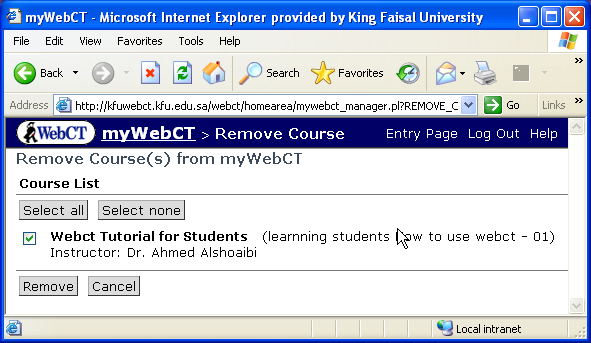 myWebCT - Microsoft Internet Explorer provided by King Faisal University
File Edit View Favorites Tools Help
Back Search Favorites
Address http://kfuwebct.kfu.edu.sa/webct/homearea/mywebct_manager.pl?REMOVE_C Go Links
WebCT myWebCT > Remove Course Entry Page Log Out Help
Remove Course(s) from myWebCT
Course List
Select all Select none
Webct Tutorial for Students (learnning students how to use webct - 01)
Instructor: Dr. Ahmed Alshoaibi
Remove Cancel
Local intranet